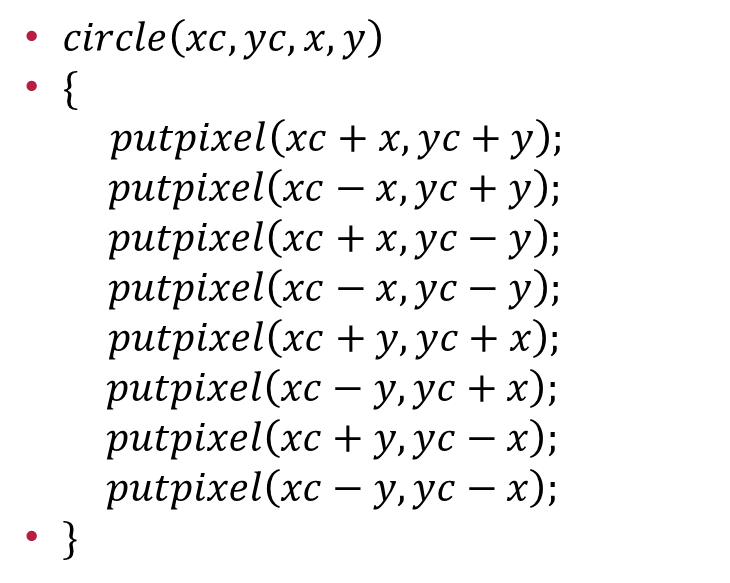 • circle(xc, yc, x, y)
• {
putpixel(xc + x, yc + y);
putpixel(xc − x, yc + y);
putpixel(xc + x, yc − y);
putpixel(xc − x, yc − y);
putpixel(xc + y, yc + x);
putpixel(xc − y, yc + x);
putpixel(xc + y, yc − x);
putpixel(xc − y, yc − x);
• }